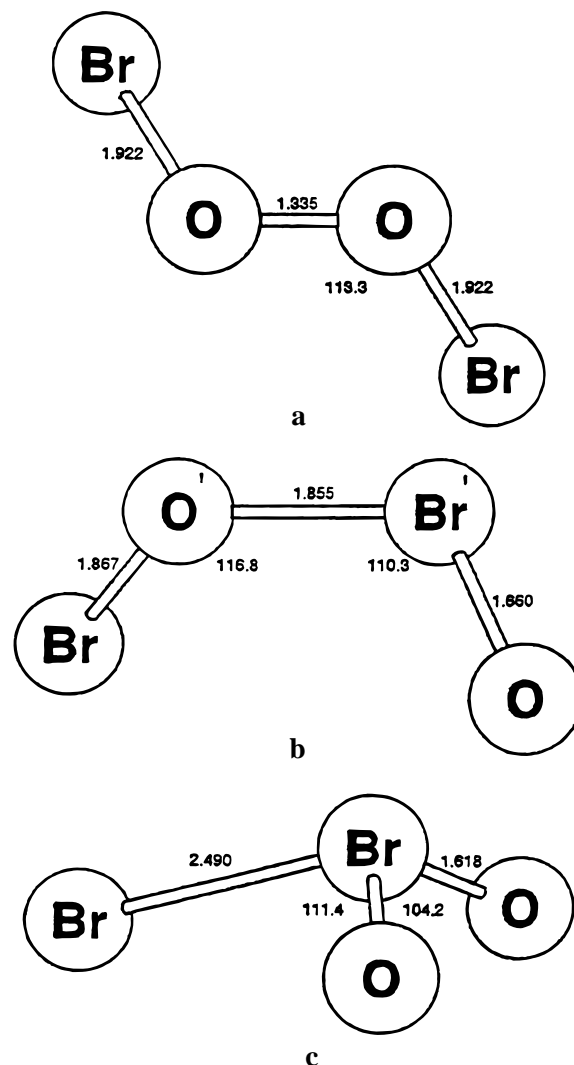 Br
1.922
O 1.335 O
113.3 1.922
Br
a
O' 1.855 Br'
1.867 116.8 110.3
1.660
Br
O
b
Br
2.490 1.618
Br 111.4 104.2 O
O
c